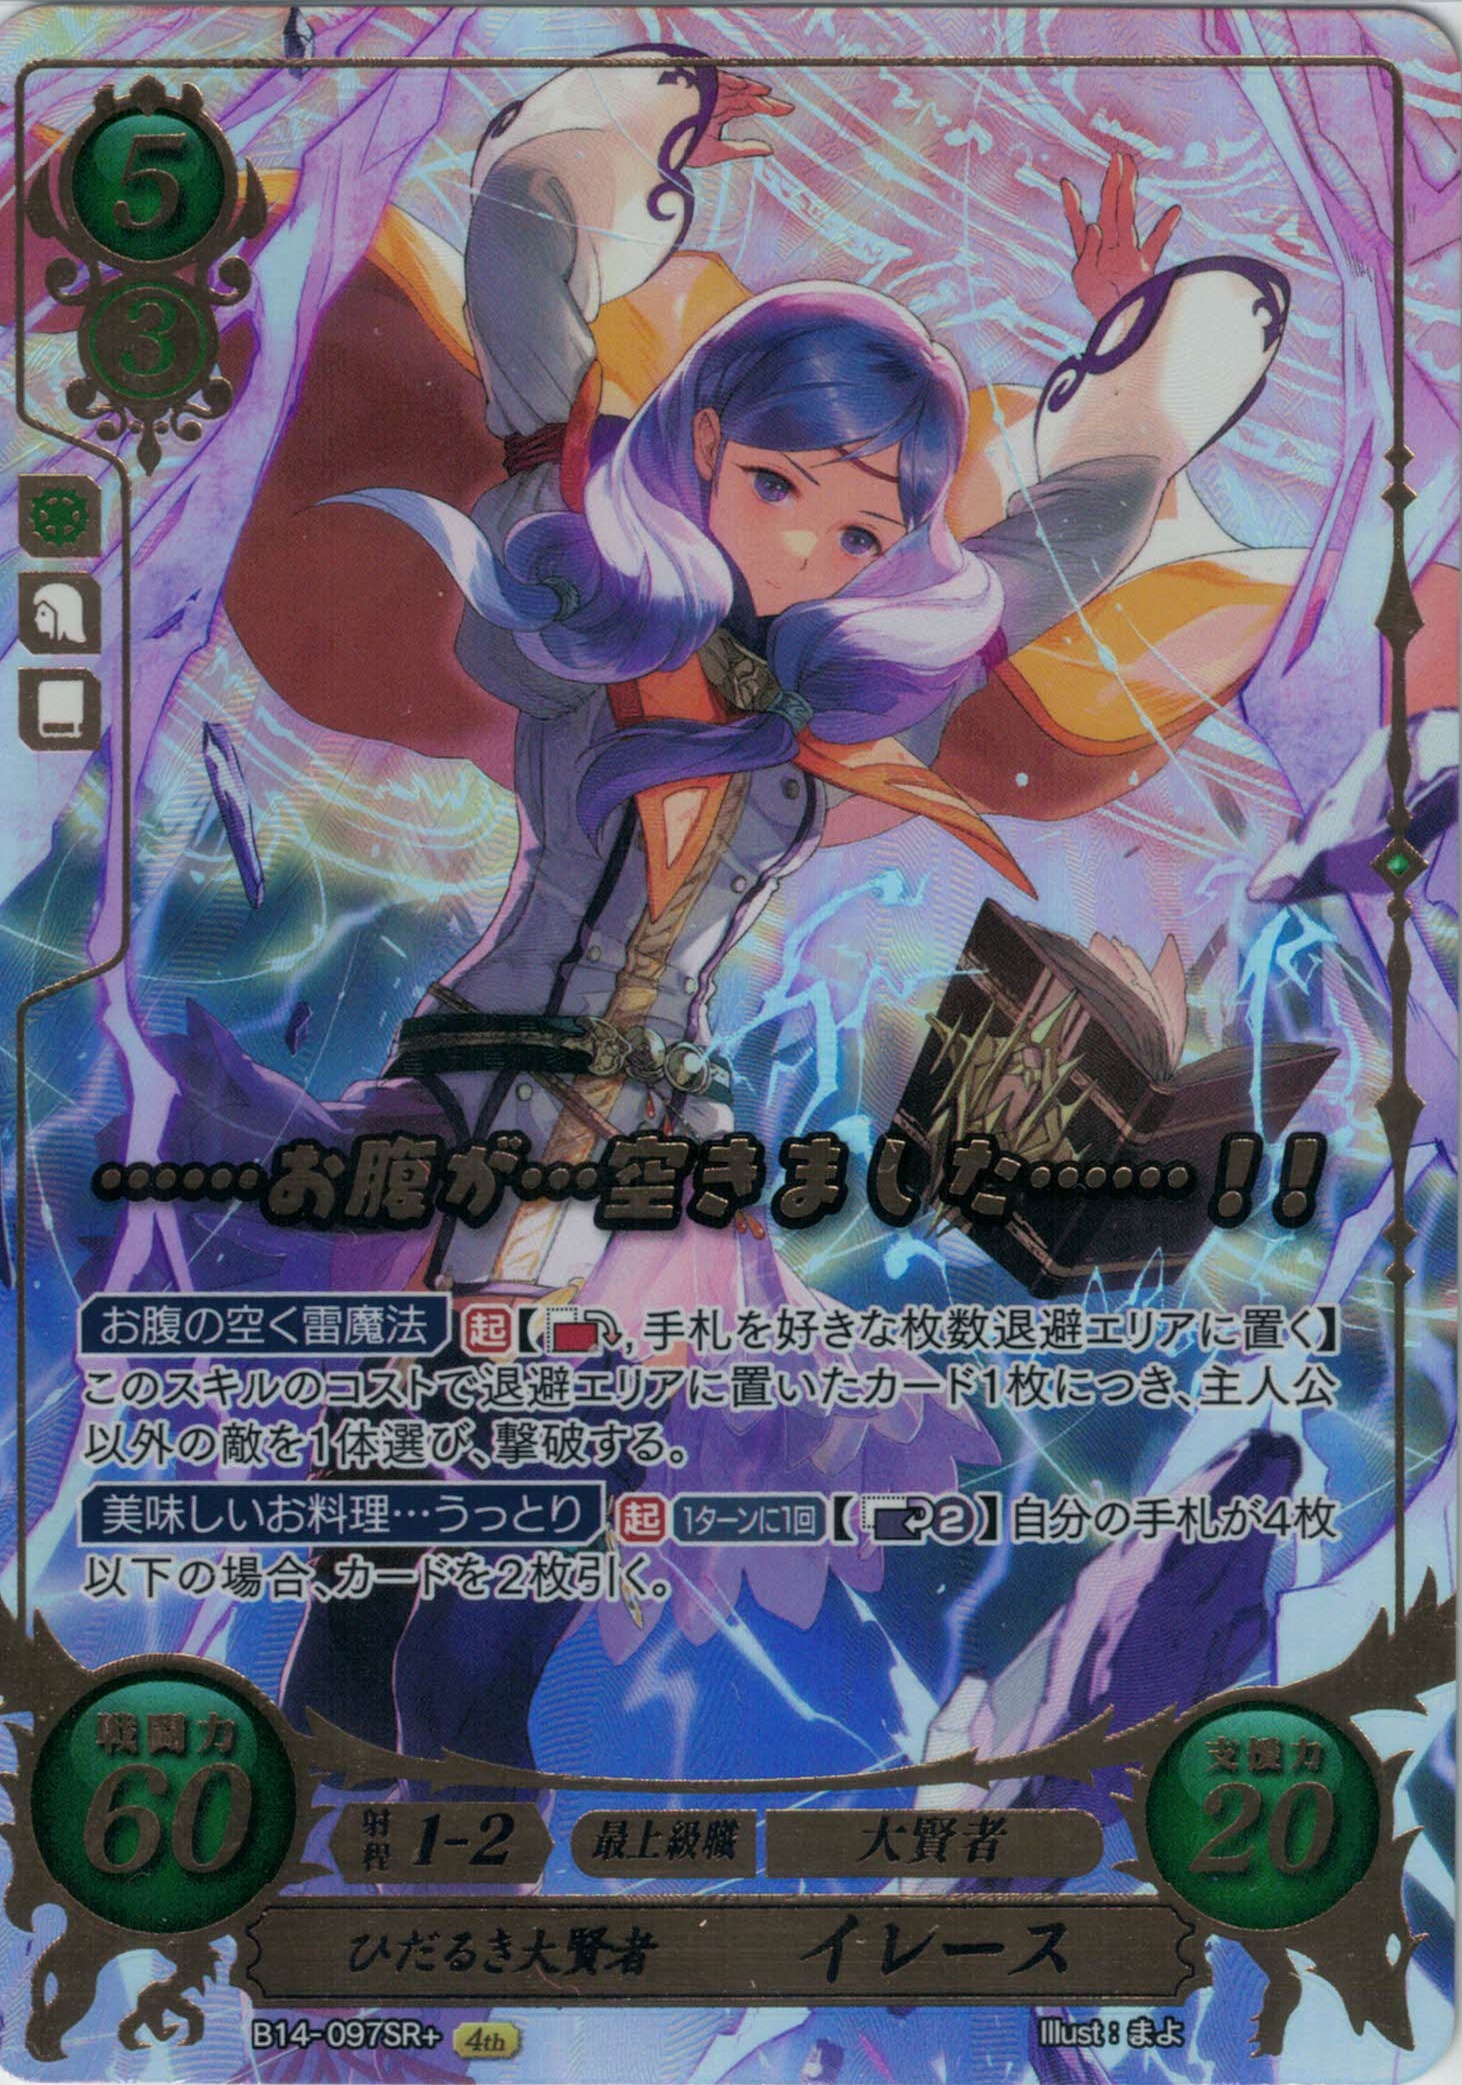 5
3
……お腹が…空きました……！！
お腹の空く雷魔法 起【 , 手札を好きな枚数退避エリアに置く】
このスキルのコストで退避エリアに置いたカード1枚につき、主人公
以外の敵を1体選び、撃破する。
美味しいお料理…うっとり 起 1ターンに1回【 2】自分の手札が4枚
以下の場合、カードを2枚引く。
戦闘力
60
射程 1-2 最上級職 大賢者
支援力
20
ひだるき大賢者 イレース
B14-097SR+ 4th Illust：まよ